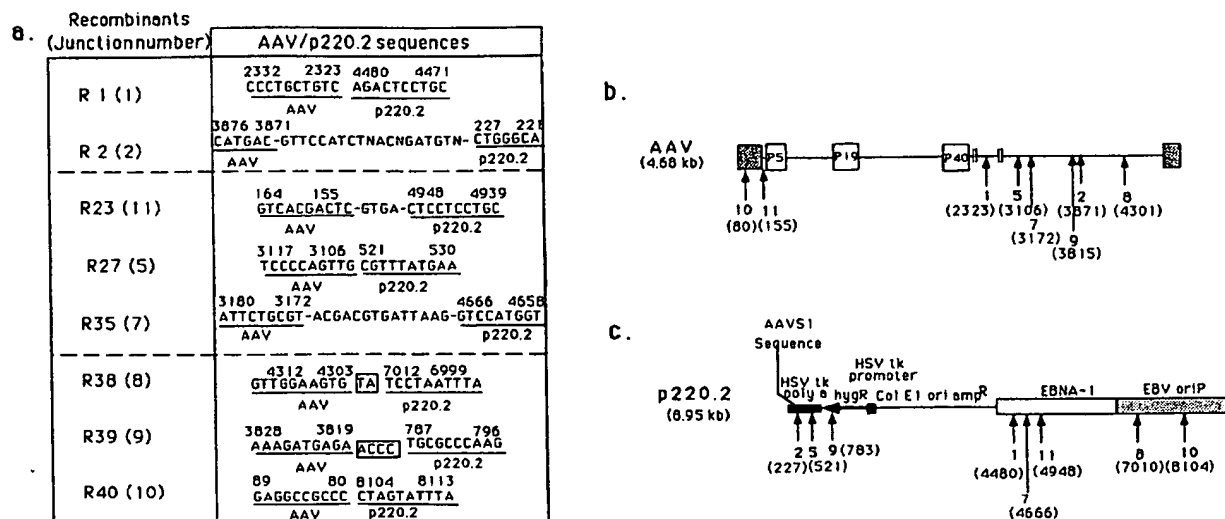 a.
Recombinants
(Junction number)
AAV/p220.2 sequences
R 1 (1)
2332 2323 4480 4471
CCCTGCTGTC AGACTCCTGC
AAV p220.2
R 2 (2)
3876 3871 227 221
CATGAC-GTTCCATCTNACNGATGTN-CTGGGCA
AAV p220.2
R23 (11)
164 155 4948 4939
GTCACGACTC-GTGA-CTCCTCCTGC
AAV p220.2
R27 (5)
3117 3106 521 530
TCCCCAGTTG CGTTTATGAA
AAV p220.2
R35 (7)
3180 3172 4666 4658
ATTCTGCGT-ACGACGTGATTAAG-GTCCATGGT
AAV p220.2
R38 (8)
4312 4303 7012 6999
GTTGGAAGTG TA TCCTAATTTA
AAV p220.2
R39 (9)
3828 3819 787 796
AAAGATGAGA ACCC TGCGCCCAAG
AAV p220.2
R40 (10)
89 80 8104 8113
GAGGCCGCCC CTAGTATTTA
AAV p220.2
b.
AAV
(4.68 kb)
P5 P19 P40
10 11 1 5 2 8
(80) (155) (2323) (3106) (3871) (4301)
7 9
(3172) (3815)
c.
AAVS1
Sequence
HSV tk
poly a
HSV tk
promoter
hygR Col E1 ori ampR
EBNA-1 EBV oriP
p220.2
(8.95 kb)
2 5 9 (783) 1 11 8 10
(227) (521) (4480) (4948) (7010) (8104)
7
(4666)